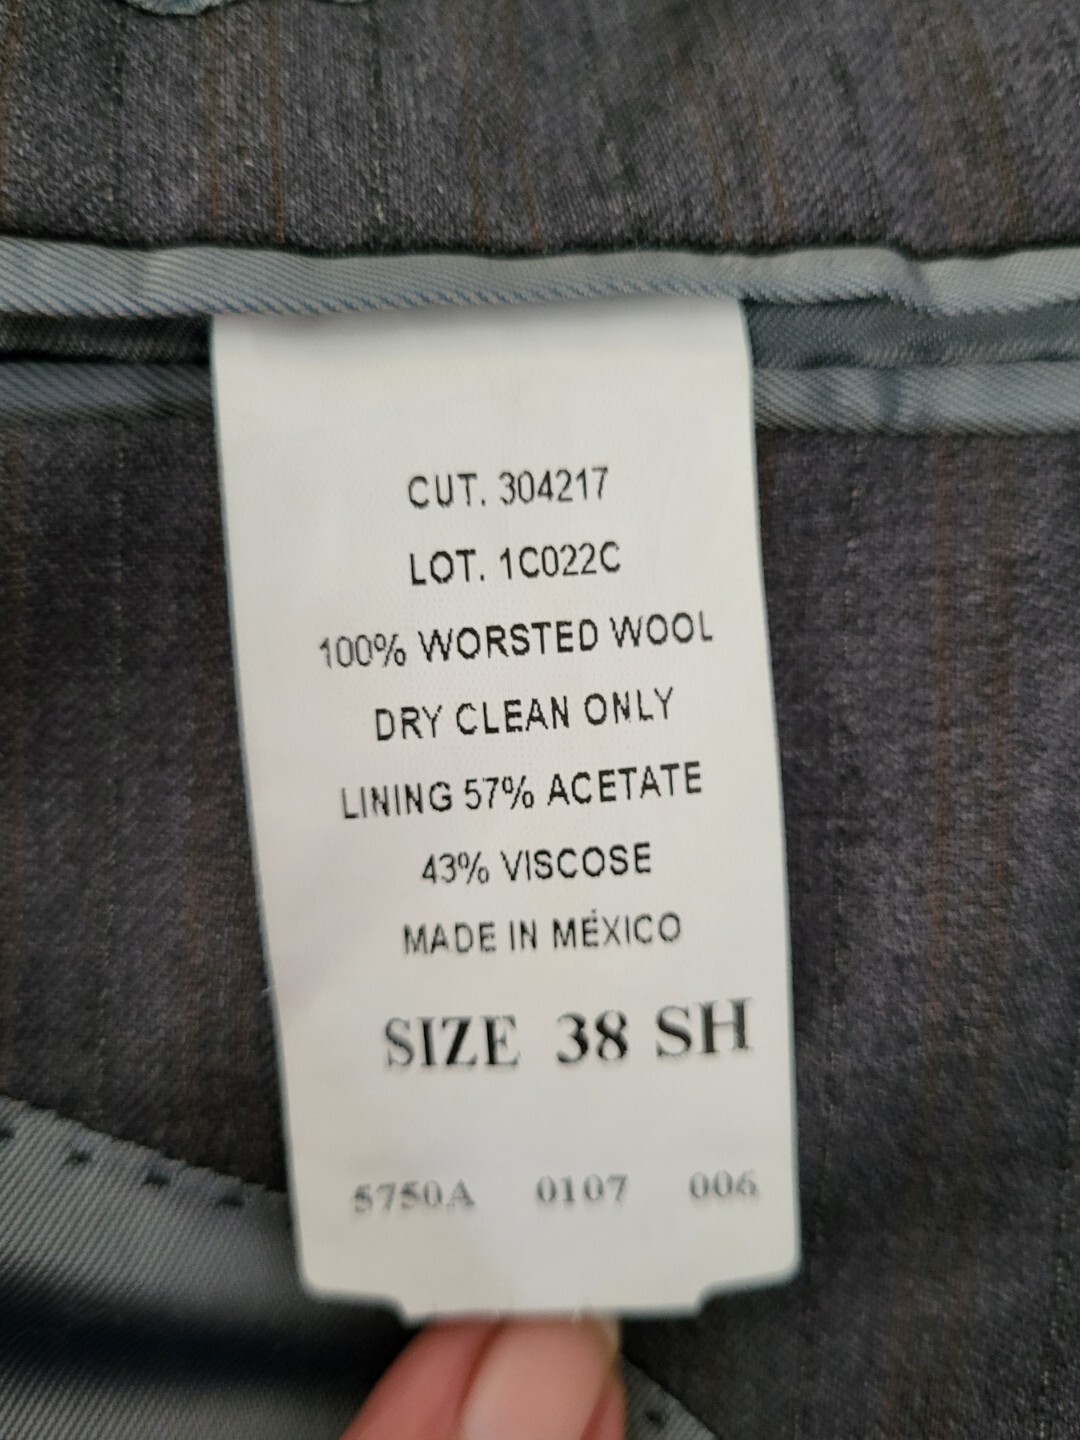 CUT. 304217
LOT. 1C022C
100% WORSTED WOOL
DRY CLEAN ONLY
LINING 57% ACETATE
43% VISCOSE
MADE IN MÉXICO
SIZE 38 SH
5750A 0107 006